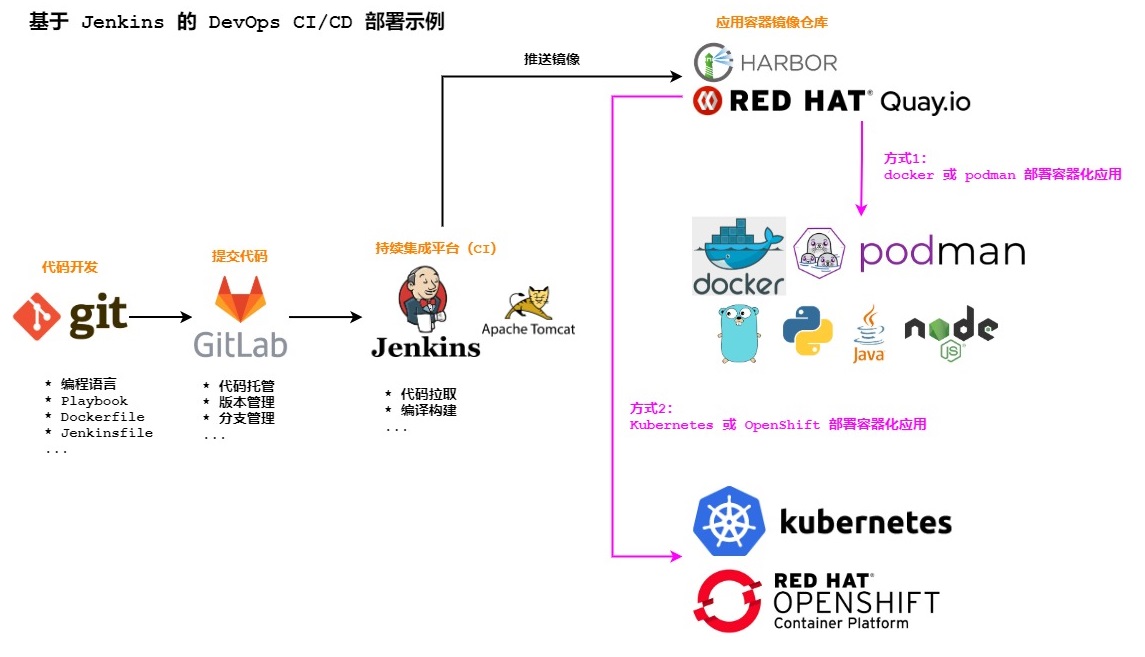 基于 Jenkins 的 DevOps CI/CD 部署示例
应用容器镜像仓库
推送镜像
HARBOR
RED HAT® Quay.io
方式1:
docker 或 podman 部署容器化应用
持续集成平台（CI）
提交代码
代码开发
docker
podman
git
GitLab
Jenkins
Apache Tomcat
Java
node
JS
* 编程语言
* Playbook
* Dockerfile
* Jenkinsfile
...
* 代码托管
* 版本管理
* 分支管理
...
* 代码拉取
* 编译构建
...
方式2:
Kubernetes 或 OpenShift 部署容器化应用
kubernetes
RED HAT®
OPENSHIFT
Container Platform